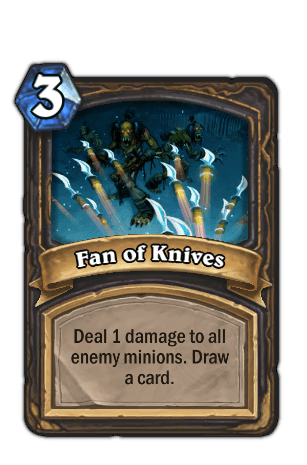 3
Fan of Knives
Deal 1 damage to all
enemy minions. Draw
a card.